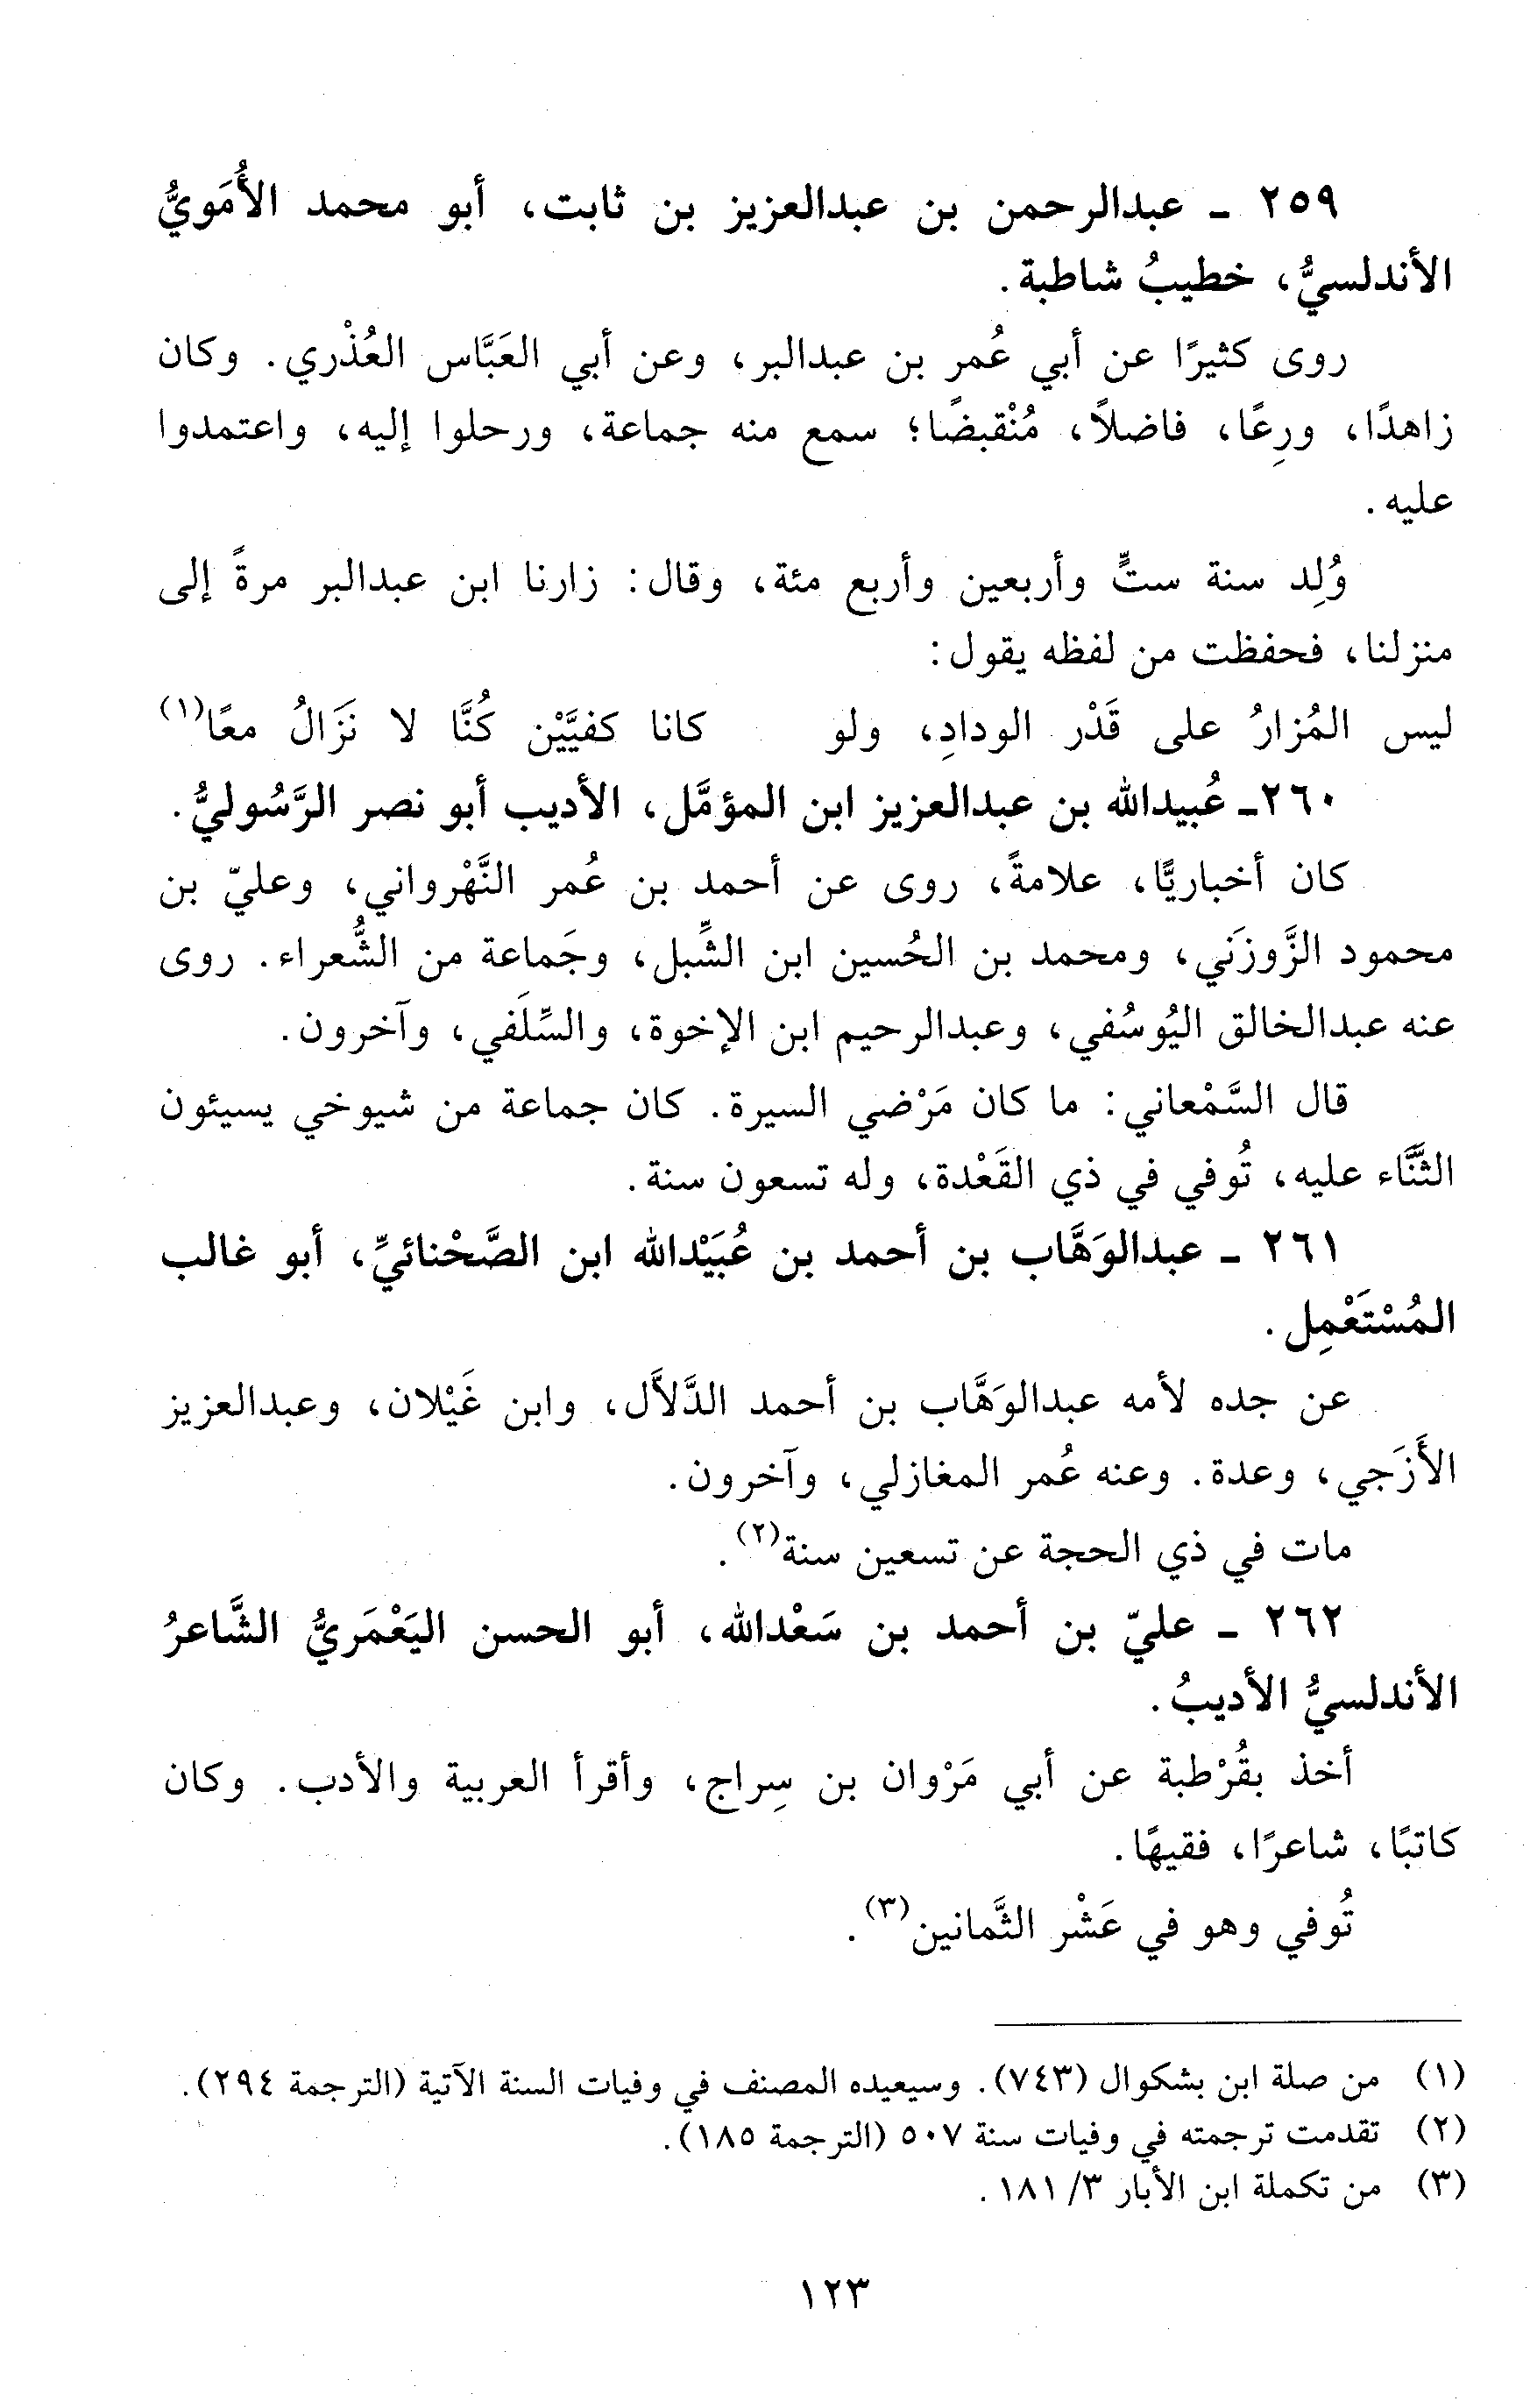 ٢٥٩ ـ عبدالرحمن بن عبدالعزيز بن ثابت، أبو محمد الأُمَويُّ
الأندلسيُّ، خطيبُ شاطبة.
روى كثيرًا عن أبي عُمر بن عبدالبر، وعن أبي العَبَّاس العُذْري. وكان
زاهدًا، ورِعًا، فاضلاً، مُنْقبضًا؛ سمع منه جماعة، ورحلوا إليه، واعتمدوا
عليه.
وُلِد سنة ستٍّ وأربعين وأربع مئة، وقال: زارنا ابن عبدالبر مرةً إلى
منزلنا، فحفظت من لفظه يقول:
ليس المُزارُ على قَدْر الودادِ، ولو كانا كفيَّيْن كُنَّا لا نَزَالُ معًا(١)
٢٦٠ـ عُبيدالله بن عبدالعزيز ابن المؤمَّل، الأديب أبو نصر الرَّسُوليُّ.
كان أخباريًّا، علامةً، روى عن أحمد بن عُمر النَّهْرواني، وعليّ بن
محمود الزَّوزَني، ومحمد بن الحُسين ابن الشِّبل، وجَماعة من الشُّعراء. روى
عنه عبدالخالق اليُوسُفي، وعبدالرحيم ابن الإخوة، والسِّلَفي، وآخرون.
قال السَّمْعاني: ما كان مَرْضي السيرة. كان جماعة من شيوخي يسيئون
الثَّنَاء عليه، تُوفي في ذي القَعْدة، وله تسعون سنة.
٢٦١ ـ عبدالوَهَّاب بن أحمد بن عُبَيْدالله ابن الصَّحْنائيِّ، أبو غالب
المُسْتَعْمِل.
عن جده لأمه عبدالوَهَّاب بن أحمد الدَّلاَّل، وابن غَيْلان، وعبدالعزيز
الأَزَجي، وعدة. وعنه عُمر المغازلي، وآخرون.
مات في ذي الحجة عن تسعين سنة(٢).
٢٦٢ ـ عليّ بن أحمد بن سَعْدالله، أبو الحسن اليَعْمَريُّ الشَّاعرُ
الأندلسيُّ الأديبُ.
أخذ بقُرْطبة عن أبي مَرْوان بن سِراج، وأقرأ العربية والأدب. وكان
كاتبًا، شاعرًا، فقيهًا.
تُوفي وهو في عَشْر الثَّمانين(٣).
(١) من صلة ابن بشكوال (٧٤٣). وسيعيده المصنف في وفيات السنة الآتية (الترجمة ٢٩٤).
(٢) تقدمت ترجمته في وفيات سنة ٥٠٧ (الترجمة ١٨٥).
(٣) من تكملة ابن الأبار ٣/ ١٨١.
١٢٣